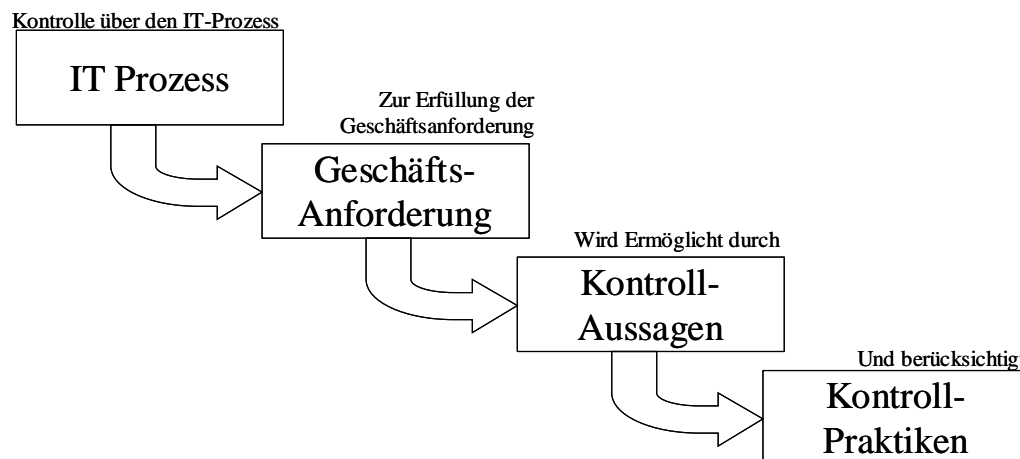 Kontrolle über den IT-Prozess
IT Prozess
Zur Erfüllung der
Geschäftsanforderung
Geschäfts-
Anforderung
Wird Ermöglicht durch
Kontroll-
Aussagen
Und berücksichtig
Kontroll-
Praktiken